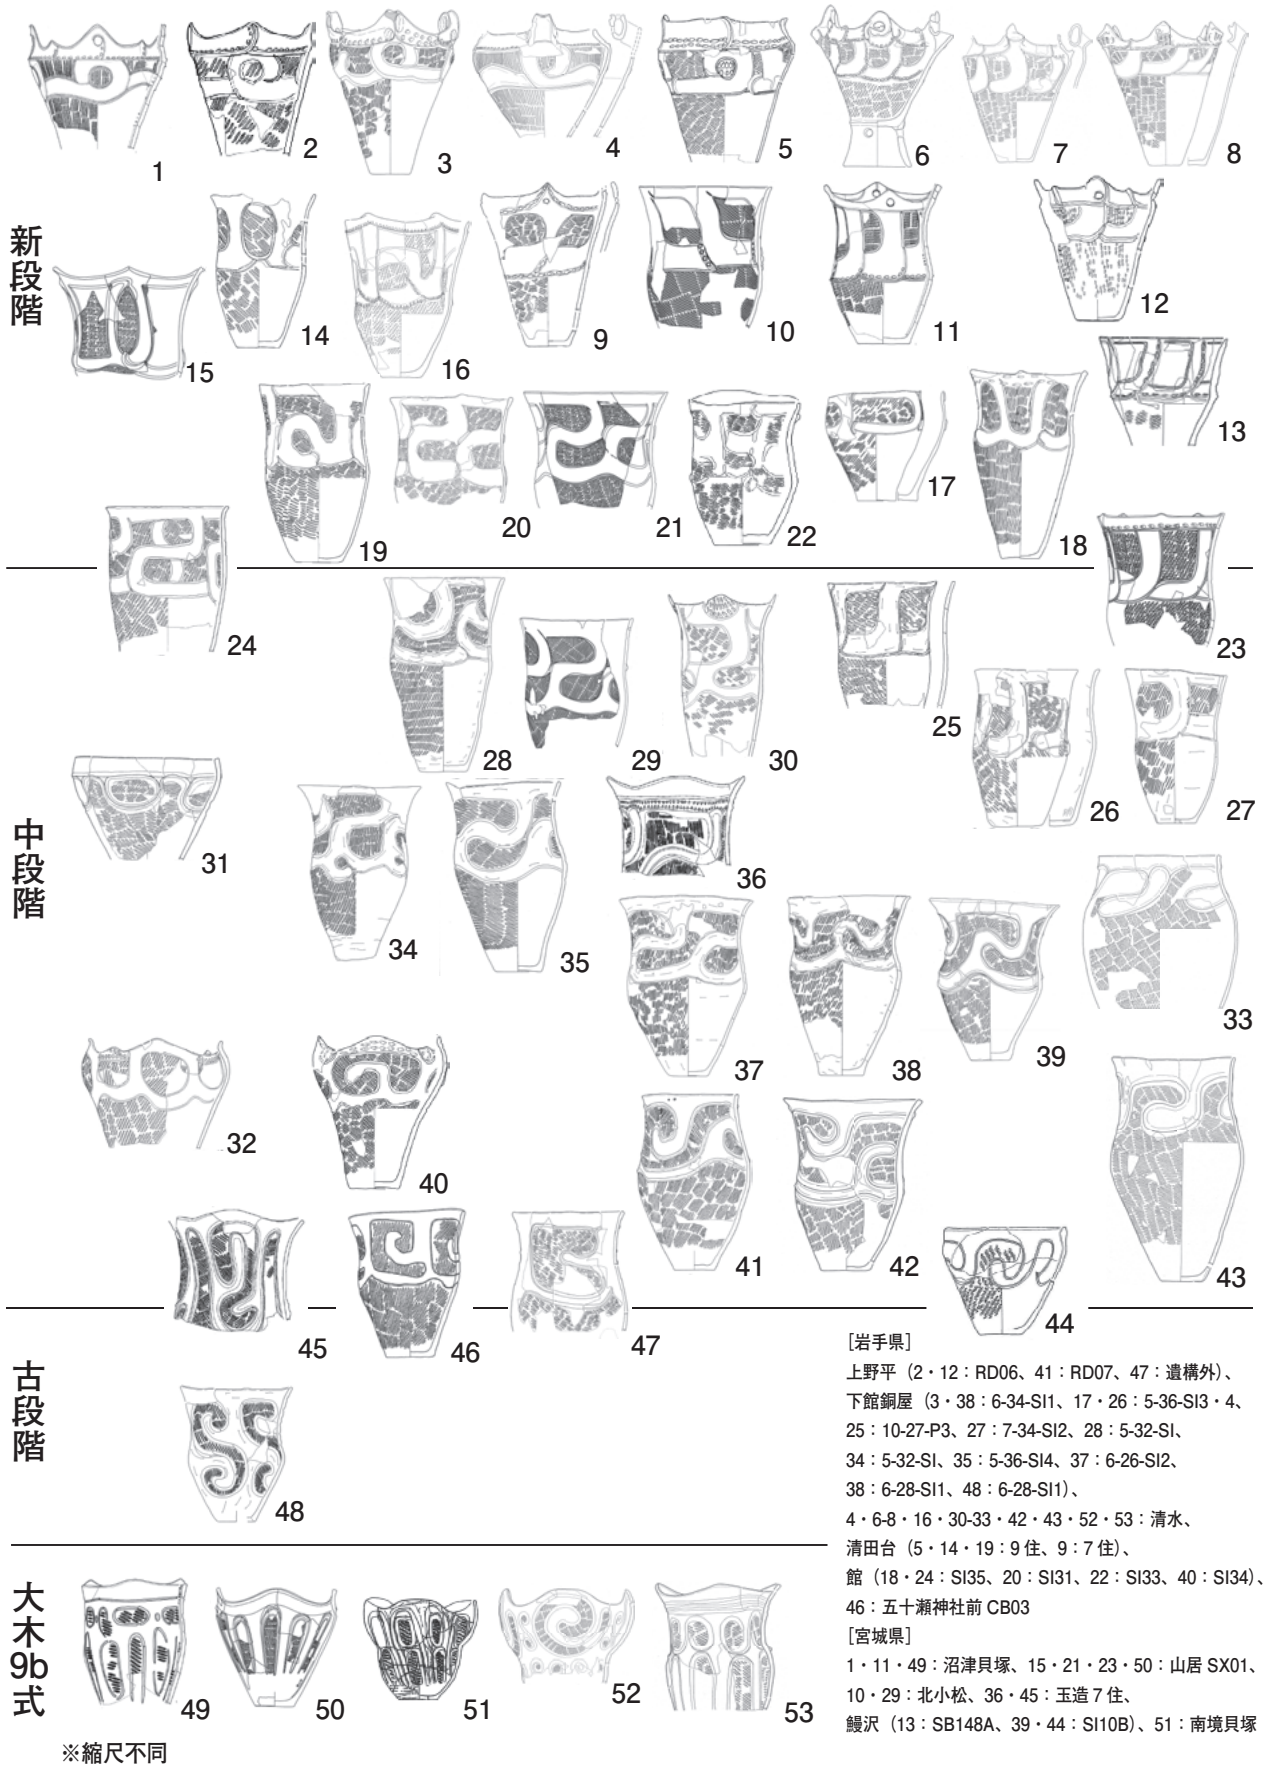 1 2 3 4 5 6 7 8
新段階
14 16 9 10 11 12
15
13
19 20 21 22 17 18
24
23
28 29 30 25
26 27
中段階
31
36
34 35
33
37 38 39
32
40
41 42 43
44
45 46 47
古段階
48
大木9b式
49 50 51 52 53
※縮尺不同
[岩手県]
上野平(2・12:RD06、41:RD07、47:遺構外)、
下館銅屋(3・38:6-34-SI1、17・26:5-36-SI3・4、
25:10-27-P3、27:7-34-SI2、28:5-32-SI、
34:5-32-SI、35:5-36-SI4、37:6-26-SI2、
38:6-28-SI1、48:6-28-SI1)、
4・6-8・16・30-33・42・43・52・53:清水、
清田台(5・14・19:9住、9:7住)、
館(18・24:SI35、20:SI31、22:SI33、40:SI34)、
46:五十瀬神社前CB03
[宮城県]
1・11・49:沼津貝塚、15・21・23・50:山居SX01、
10・29:北小松、36・45:玉造7住、
鰻沢(13:SB148A、39・44:SI10B)、51:南境貝塚